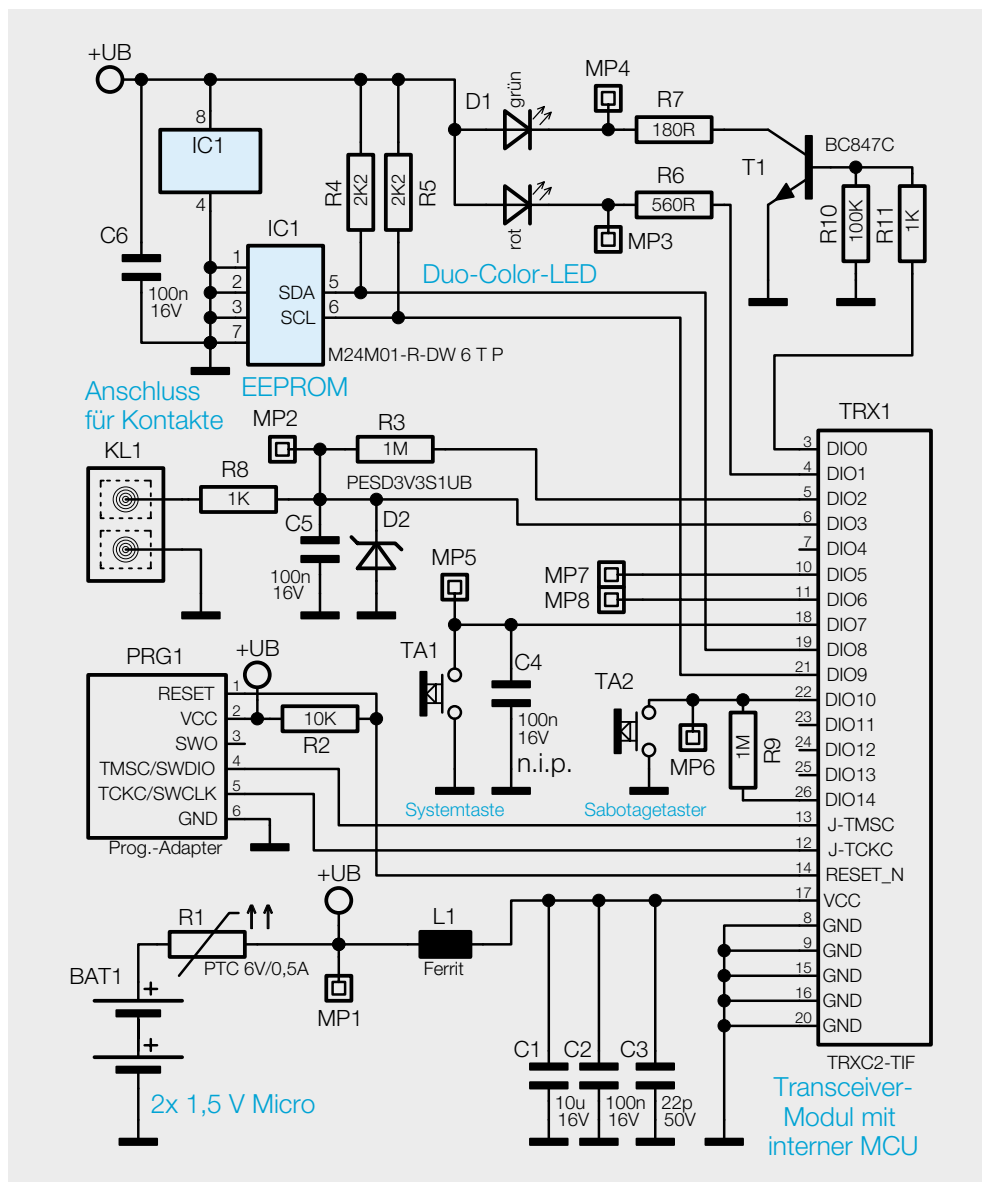 +UB
8
IC1
4
C6
100n
16V
IC1
1
2
3
7
SDA
SCL
5
6
M24M01-R-DW 6 T P
EEPROM
R4
2K2
2K2
R5
D1
grün
rot
MP4
R7
180R
R6
560R
MP3
Duo-Color-LED
T1
BC847C
R10
100K
R11
1K
Anschluss
für Kontakte
KL1
R8
1K
MP2
R3
1M
PESD3V3S1UB
C5
100n
16V
D2
MP5
TA1
C4
100n
16V
n.i.p.
Systemtaste
MP7
MP8
TA2
MP6
1M
R9
Sabotagetaster
PRG1
+UB
RESET 1
VCC 2
SWO 3
TMSC/SWDIO 4
TCKC/SWCLK 5
GND 6
Prog.-Adapter
10K
R2
TRX1
3 DIO0
4 DIO1
5 DIO2
6 DIO3
7 DIO4
10 DIO5
11 DIO6
18 DIO7
19 DIO8
21 DIO9
22 DIO10
23 DIO11
24 DIO12
25 DIO13
26 DIO14
13 J-TMSC
12 J-TCKC
14 RESET_N
17 VCC
8 GND
9 GND
15 GND
16 GND
20 GND
TRXC2-TIF
Transceiver-
Modul mit
interner MCU
BAT1
+
+
2x 1,5 V Micro
R1
PTC 6V/0,5A
+UB
MP1
L1
Ferrit
C1
10u
16V
C2
100n
16V
C3
22p
50V